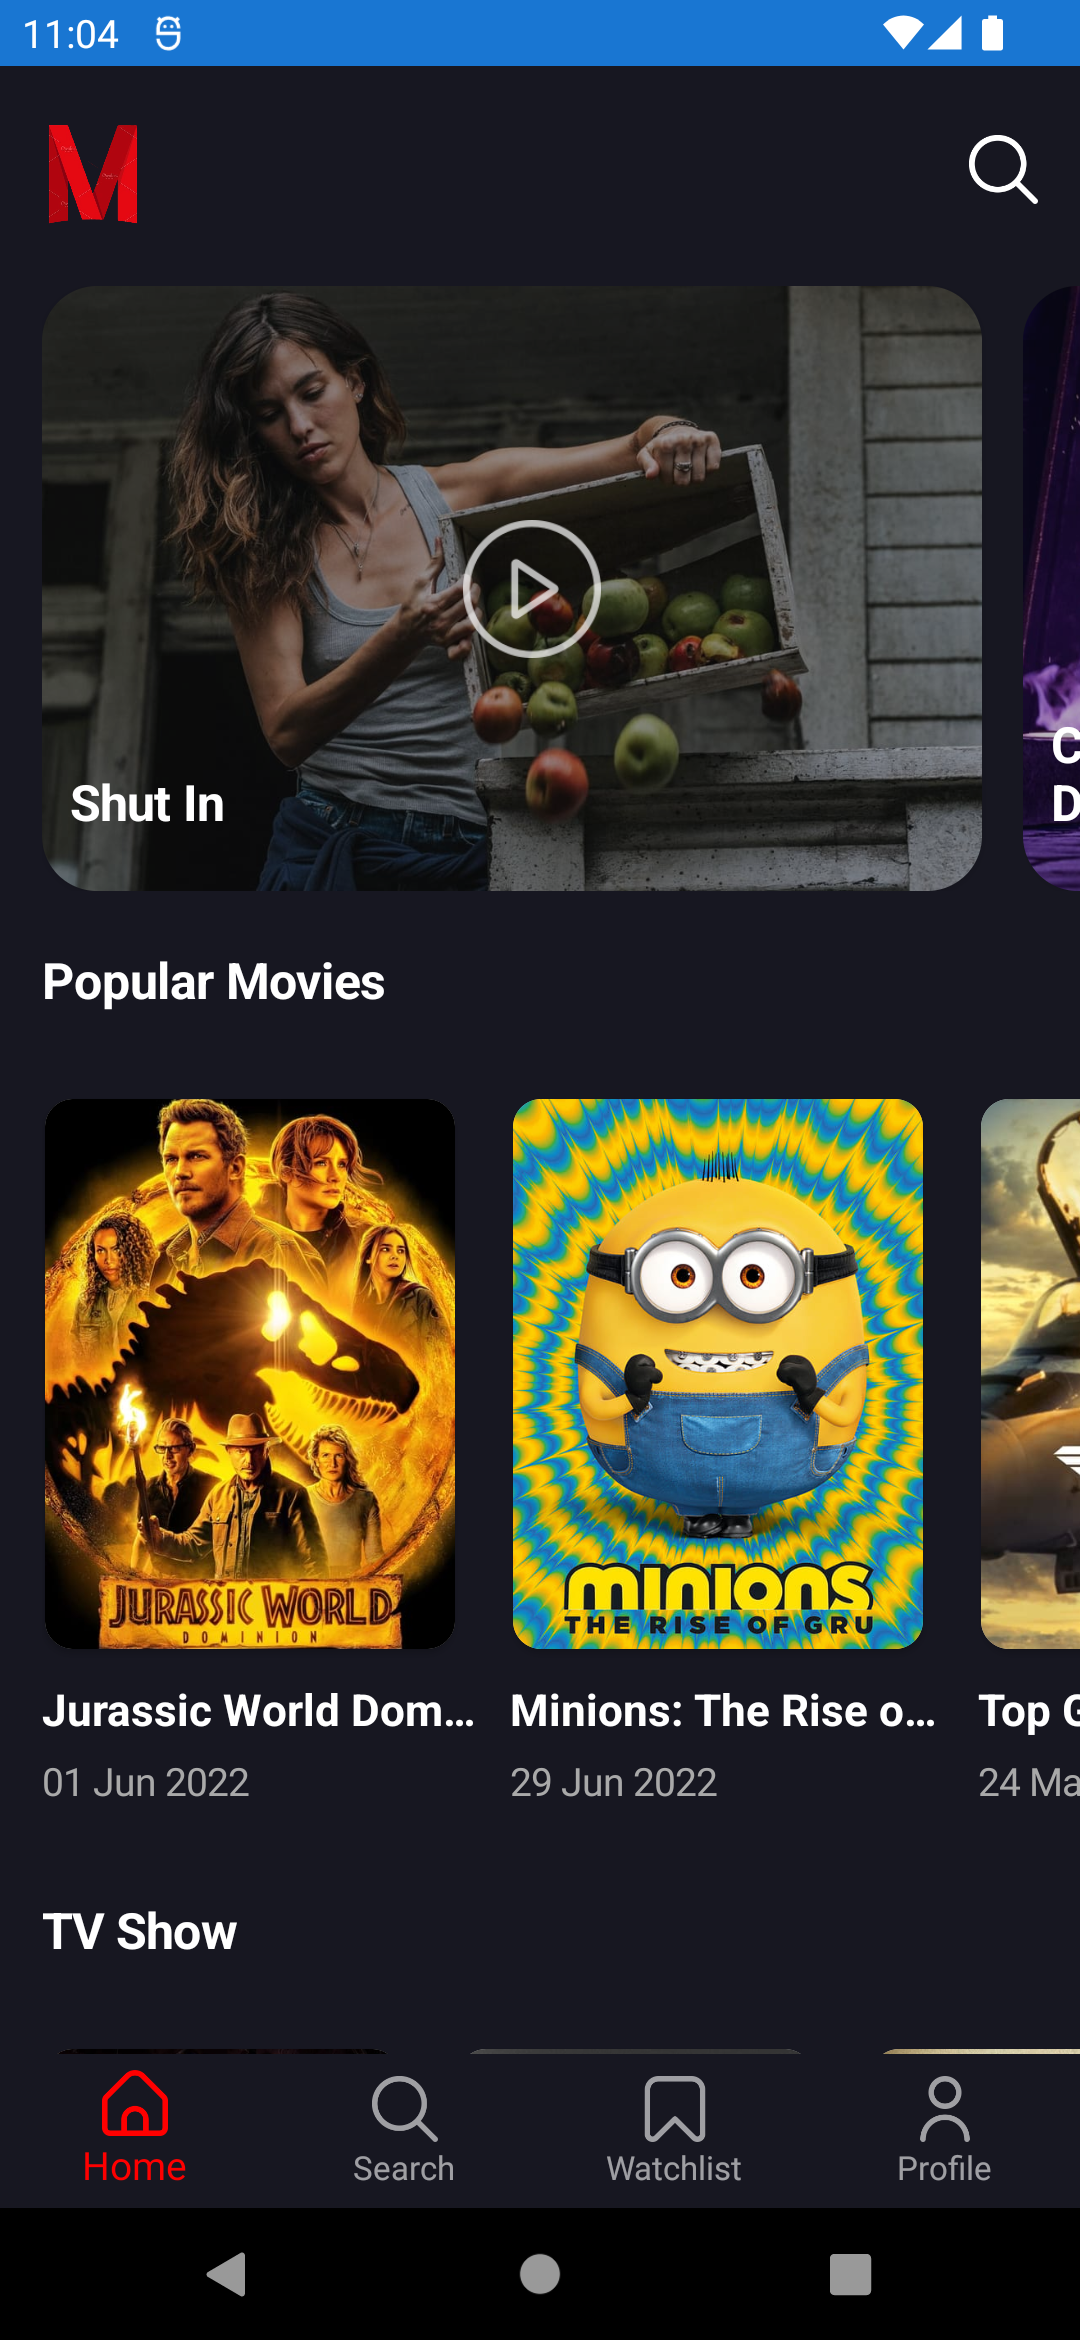 11:04
M
Shut In
C
D
Popular Movies
JURASSIC WORLD
DOMINION
minions
THE RISE OF GRU
Jurassic World Dom...
Minions: The Rise o...
Top G
01 Jun 2022
29 Jun 2022
24 Ma
TV Show
Home
Search
Watchlist
Profile